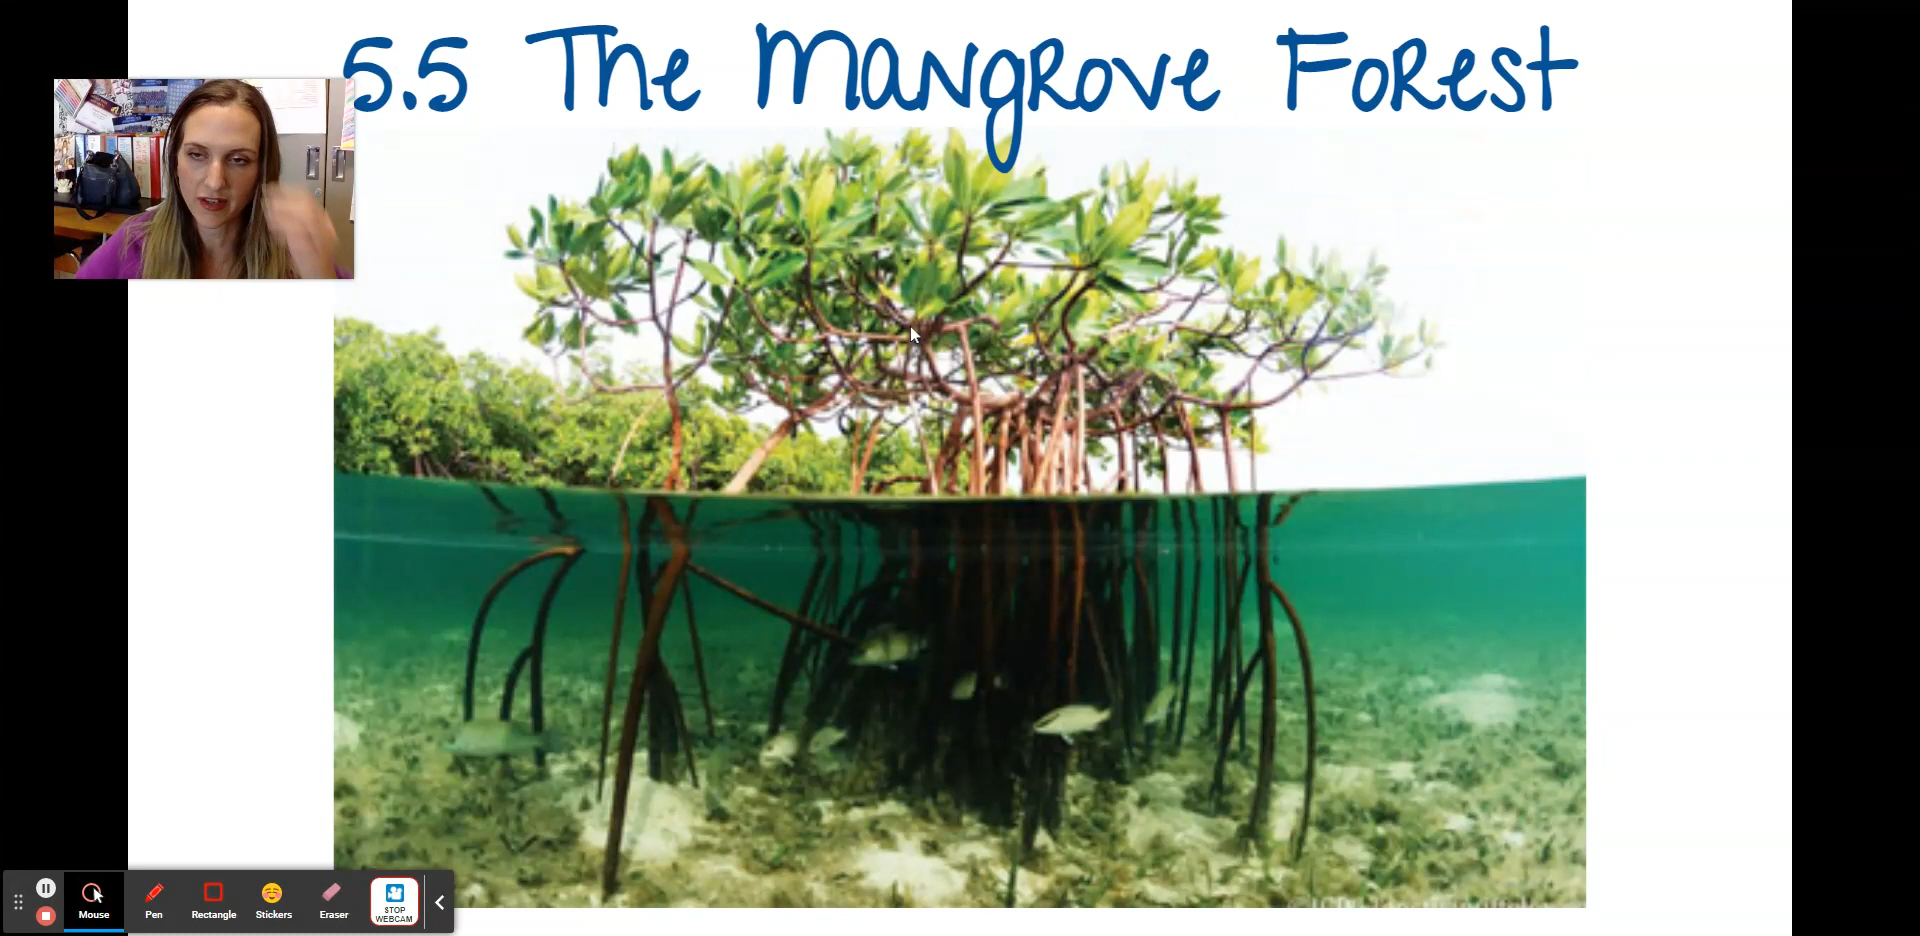 5.5 The Mangrove Forest
Mouse
Pen
Rectangle
Stickers
Eraser
STOP
WEBCAM